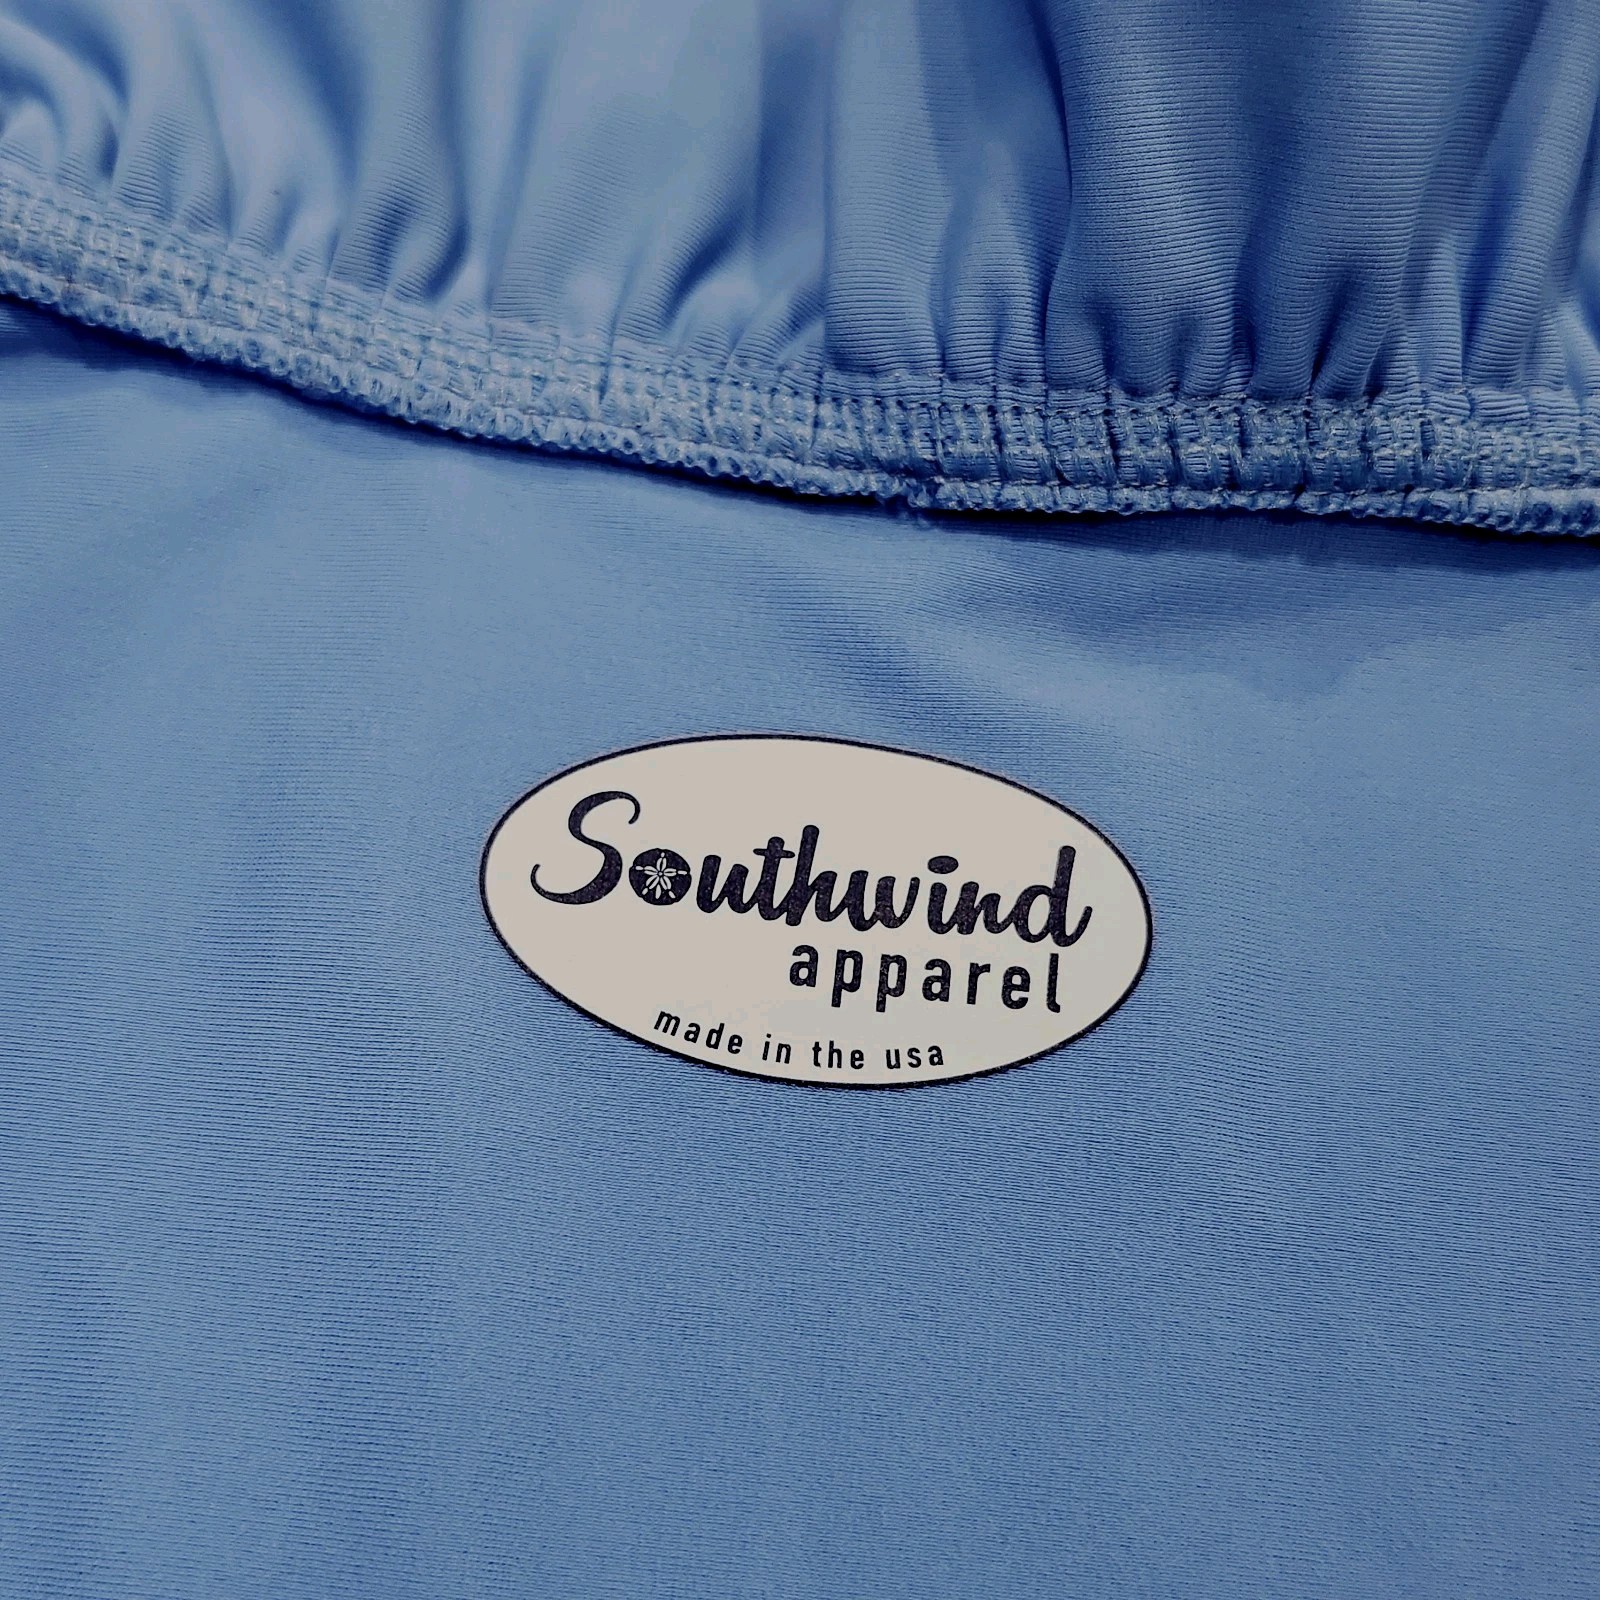 Southwind
apparel
made in the usa